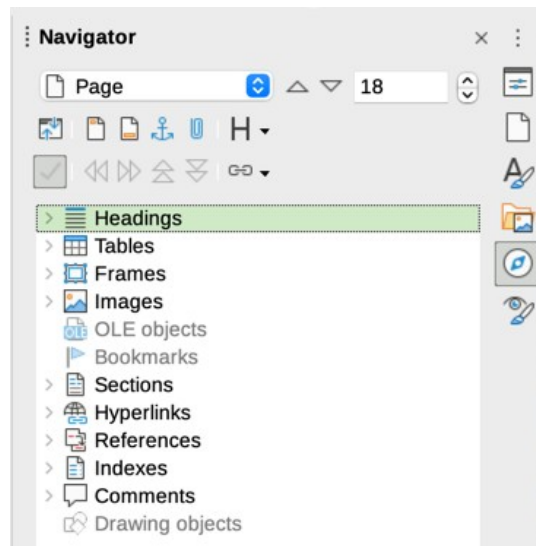 Navigator
Page 18
H
Headings
Tables
Frames
Images
OLE objects
Bookmarks
Sections
Hyperlinks
References
Indexes
Comments
Drawing objects